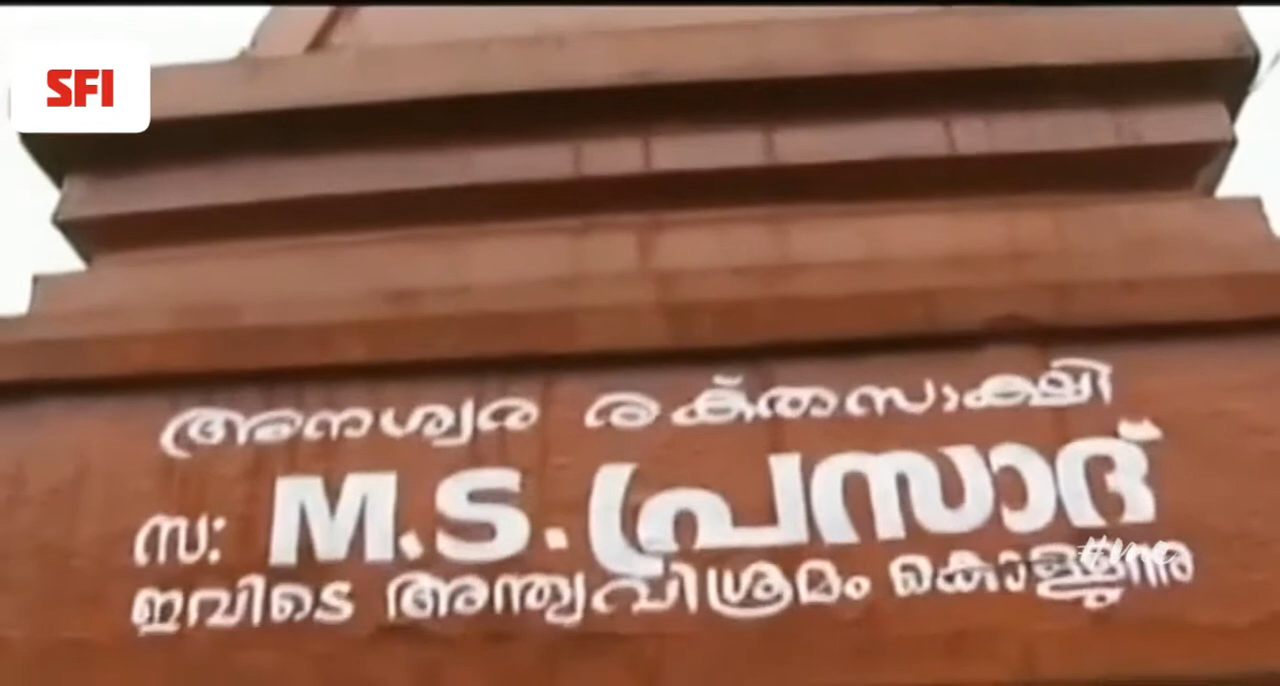 SFI
അനശ്വര രക്തസാക്ഷി
സ: M.S. പ്രസാദ്
ഇവിടെ അന്ത്യവിശ്രമം കൊള്ളുന്നു